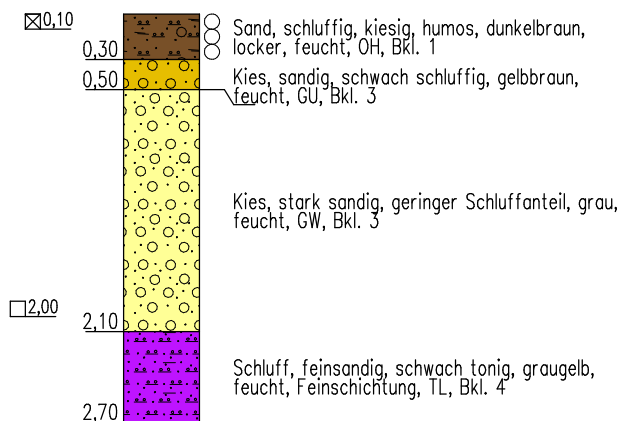 0,10
Sand, schluffig, kiesig, humos, dunkelbraun,
locker, feucht, OH, Bkl. 1
0,30
Kies, sandig, schwach schluffig, gelbbraun,
feucht, GU, Bkl. 3
0,50
Kies, stark sandig, geringer Schluffanteil, grau,
feucht, GW, Bkl. 3
2,00
2,10
Schluff, feinsandig, schwach tonig, graugelb,
feucht, Feinschichtung, TL, Bkl. 4
2,70